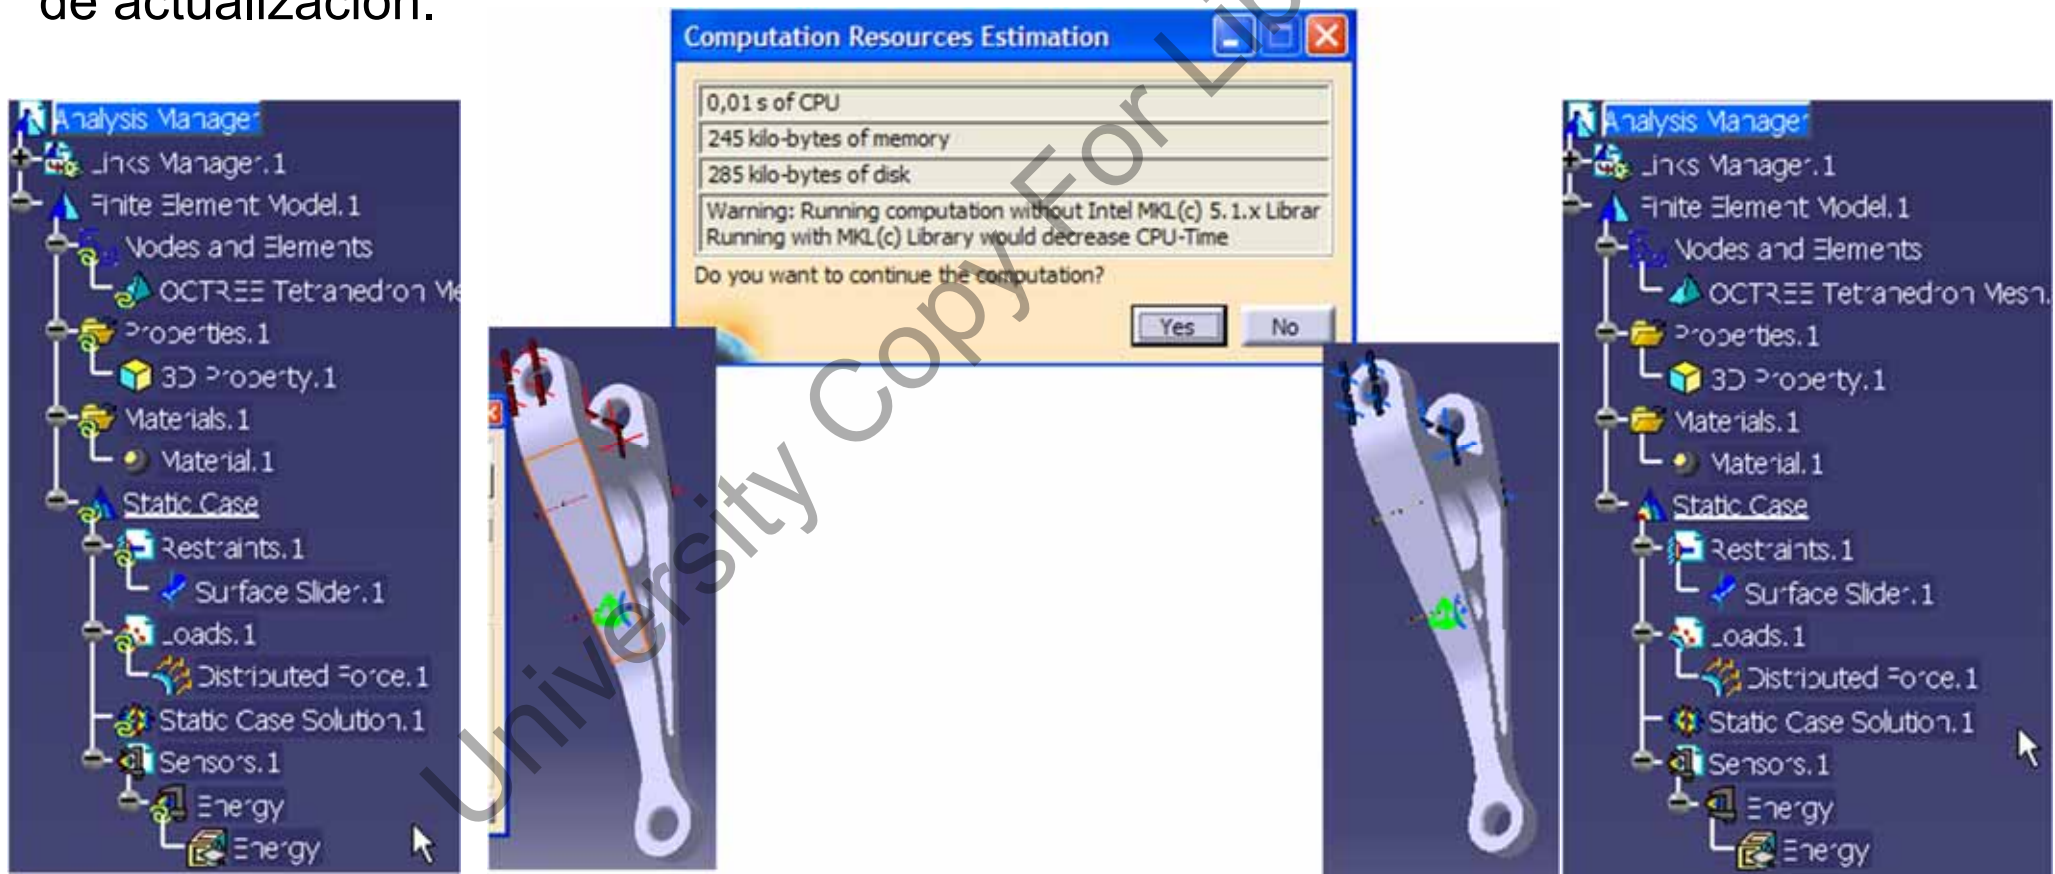 de actualización.
Computation Resources Estimation
0,01 s of CPU
245 kilo-bytes of memory
285 kilo-bytes of disk
Warning: Running computation without Intel MKL(c) 5.1.x Librar
Running with MKL(c) Library would decrease CPU-Time
Do you want to continue the computation?
Yes No
Analysis Manager
Links Manager.1
Finite Element Model.1
Nodes and Elements
OCTREE Tetrahedron Me
Properties.1
3D Property.1
Materials.1
Material.1
Static Case
Restraints.1
Surface Slider.1
Loads.1
Distributed Force.1
Static Case Solution.1
Sensors.1
Energy
Energy
Analysis Manager
Links Manager.1
Finite Element Model.1
Nodes and Elements
OCTREE Tetrahedron Mesh.
Properties.1
3D Property.1
Materials.1
Material.1
Static Case
Restraints.1
Surface Slider.1
Loads.1
Distributed Force.1
Static Case Solution.1
Sensors.1
Energy
Energy
University Copy For Lib